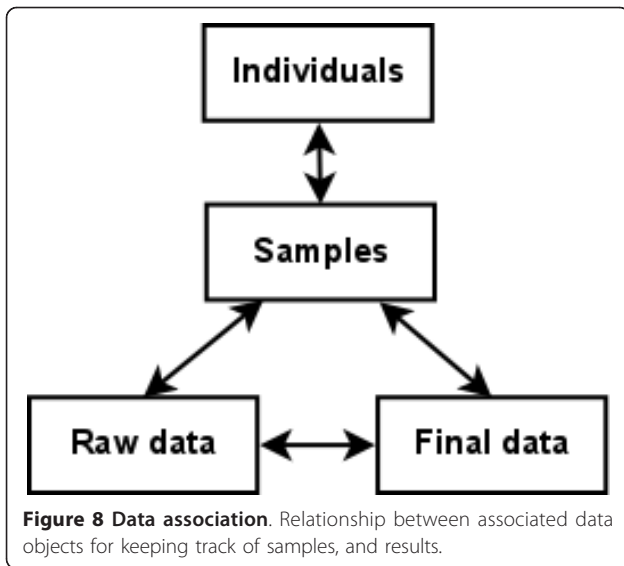 Individuals
Samples
Raw data
Final data
Figure 8 Data association. Relationship between associated data
objects for keeping track of samples, and results.